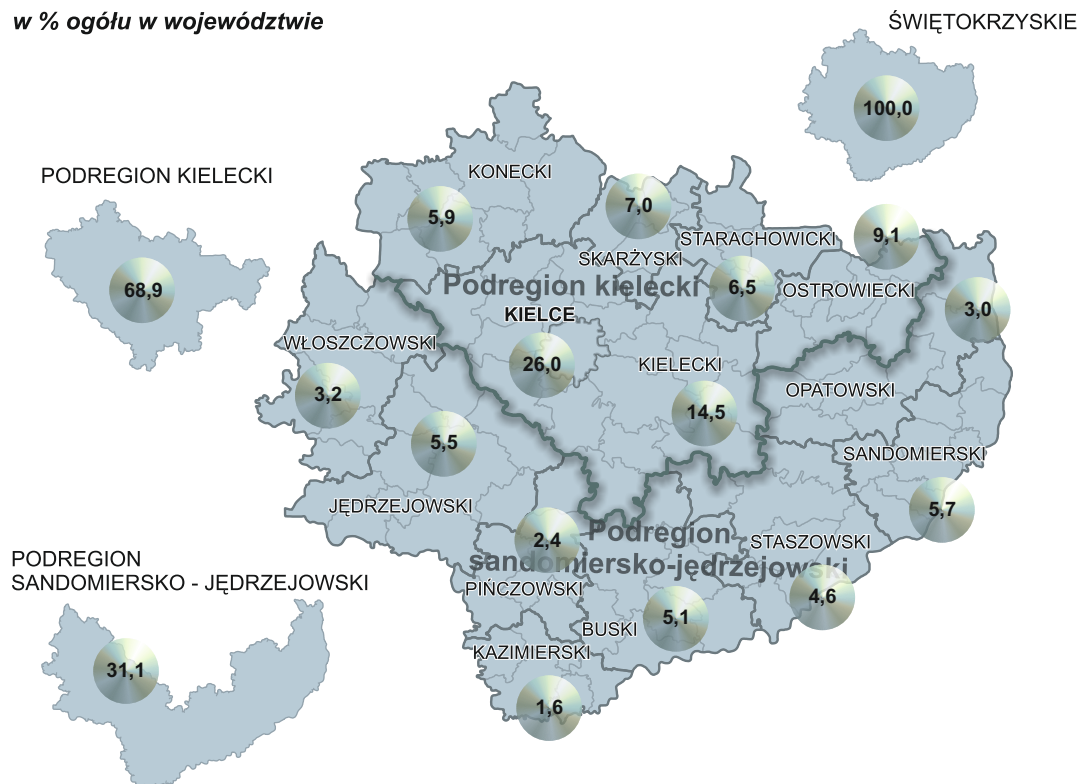 w % ogółu w województwie
ŚWIĘTOKRZYSKIE
100,0
PODREGION KIELECKI
68,9
KONECKI
5,9
7,0
SKARŻYSKI
STARACHOWICKI
6,5
9,1
OSTROWIECKI
3,0
Podregion kielecki
KIELCE
26,0
WŁOSZCZOWSKI
3,2
KIELECKI
14,5
OPATOWSKI
5,5
JĘDRZEJOWSKI
SANDOMIERSKI
5,7
2,4
PIŃCZOWSKI
Podregion
sandomiersko-jędrzejowski
STASZOWSKI
4,6
BUSKI
5,1
KAZIMIERSKI
1,6
PODREGION
SANDOMIERSKO - JĘDRZEJOWSKI
31,1